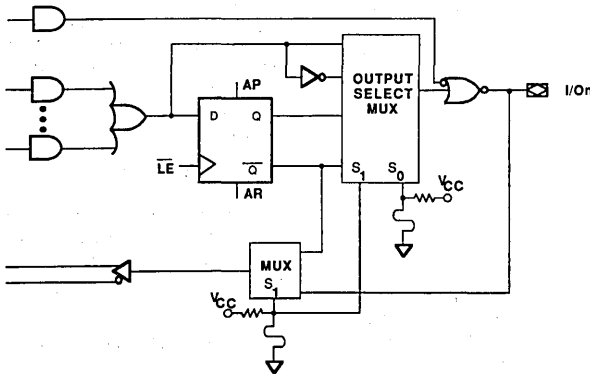 OUTPUT
SELECT
MUX
I/On
AP
D Q
LE
Q
AR
S1 S0
VCC
MUX
S1
VCC